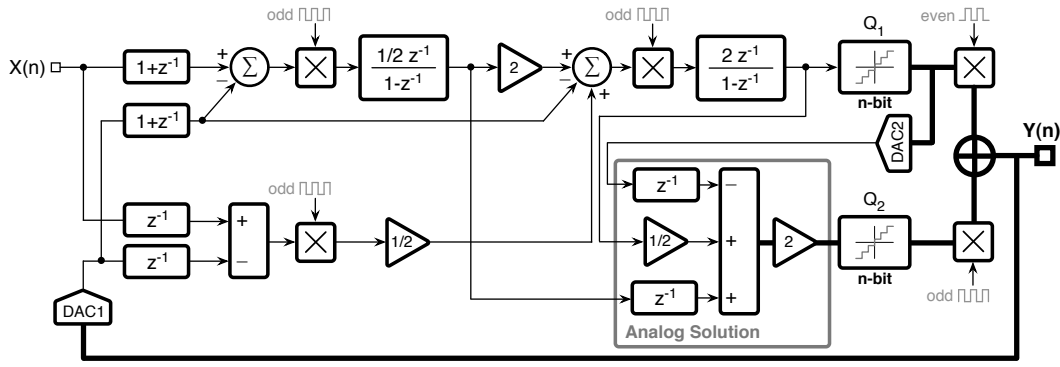 odd
odd
even
Q₁
X(n)
1+z⁻¹
+
−
Σ
×
1/2 z⁻¹
1-z⁻¹
2
+
−
+
Σ
×
2 z⁻¹
1-z⁻¹
n-bit
×
1+z⁻¹
DAC2
Y(n)
odd
z⁻¹
−
Q₂
z⁻¹
+
−
×
1/2
1/2
+
2
n-bit
×
z⁻¹
z⁻¹
+
odd
DAC1
Analog Solution